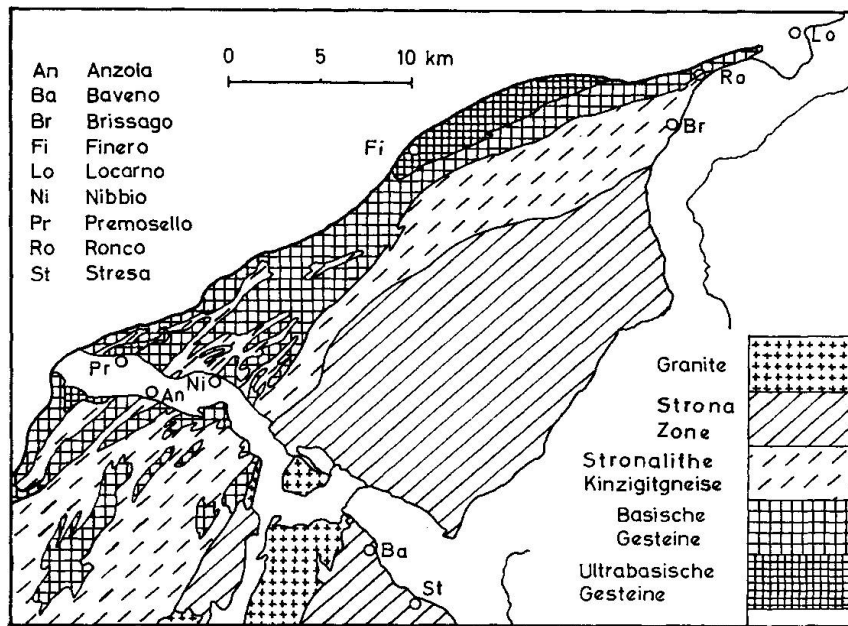 0 5 10 km
An Anzola
Ba Baveno
Br Brissago
Fi Finero
Lo Locarno
Ni Nibbio
Pr Premosello
Ro Ronco
St Stresa
Lo
Ro
Br
Fi
Pr
Ni
An
Ba
St
Granite
Strona
Zone
Stronalithe
Kinzigitgneise
Basische
Gesteine
Ultrabasische
Gesteine